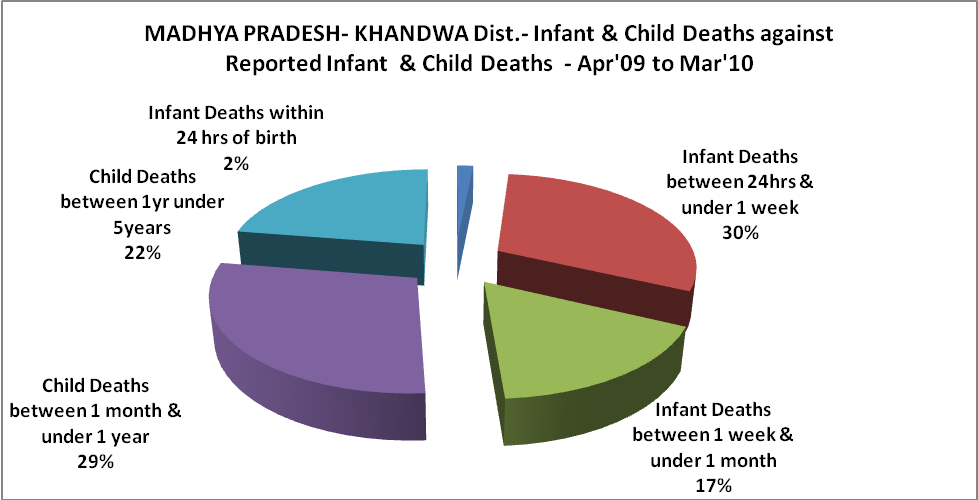 MADHYA PRADESH- KHANDWA Dist.- Infant & Child Deaths against
Reported Infant & Child Deaths - Apr'09 to Mar'10
Infant Deaths within
24 hrs of birth
2%
Infant Deaths
between 24hrs &
under 1 week
30%
Child Deaths
between 1yr under
5years
22%
Child Deaths
between 1 month &
under 1 year
29%
Infant Deaths
between 1 week &
under 1 month
17%